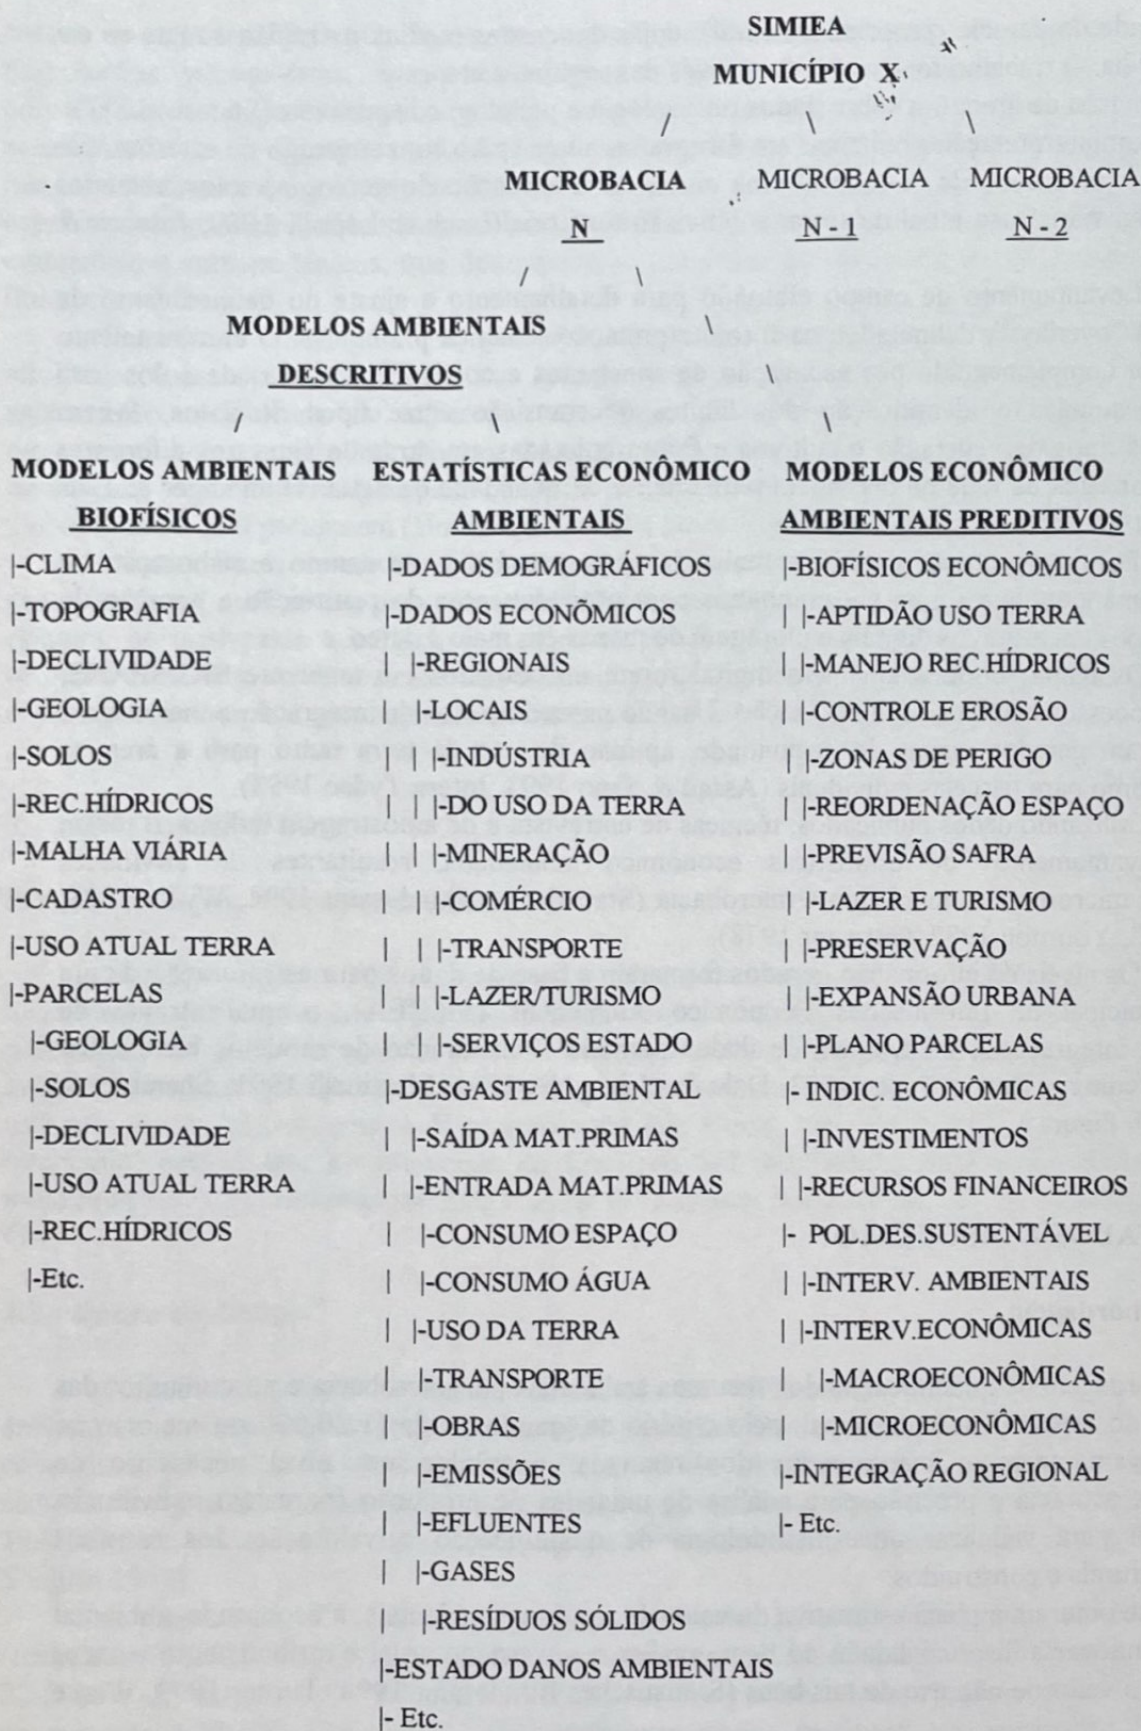 SIMIEA
MUNICÍPIO X
/ \ \
MICROBACIA MICROBACIA MICROBACIA
N N - 1 N - 2
/ \
MODELOS AMBIENTAIS \
DESCRITIVOS \
/ \ \
MODELOS AMBIENTAIS
BIOFÍSICOS
|-CLIMA
|-TOPOGRAFIA
|-DECLIVIDADE
|-GEOLOGIA
|-SOLOS
|-REC.HÍDRICOS
|-MALHA VIÁRIA
|-CADASTRO
|-USO ATUAL TERRA
|-PARCELAS
|-GEOLOGIA
|-SOLOS
|-DECLIVIDADE
|-USO ATUAL TERRA
|-REC.HÍDRICOS
|-Etc.
ESTATÍSTICAS ECONÔMICO
AMBIENTAIS
|-DADOS DEMOGRÁFICOS
|-DADOS ECONÕMICOS
| |-REGIONAIS
| |-LOCAIS
| | |-INDÚSTRIA
| | |-DO USO DA TERRA
| | |-MINERAÇÃO
| | |-COMÉRCIO
| | |-TRANSPORTE
| | |-LAZER/TURISMO
| | |-SERVIÇOS ESTADO
|-DESGASTE AMBIENTAL
| |-SAÍDA MAT.PRIMAS
| |-ENTRADA MAT.PRIMAS
| |-CONSUMO ESPAÇO
| |-CONSUMO ÁGUA
| |-USO DA TERRA
| |-TRANSPORTE
| |-OBRAS
| |-EMISSÕES
| |-EFLUENTES
| |-GASES
| |-RESÍDUOS SÓLIDOS
|-ESTADO DANOS AMBIENTAIS
|- Etc.
MODELOS ECONÔMICO
AMBIENTAIS PREDITIVOS
|-BIOFÍSICOS ECONÔMICOS
| |-APTIDÃO USO TERRA
| |-MANEJO REC.HÍDRICOS
| |-CONTROLE EROSÃO
| |-ZONAS DE PERIGO
| |-REORDENAÇÃO ESPAÇO
| |-PREVISÃO SAFRA
| |-LAZER E TURISMO
| |-PRESERVAÇÃO
| |-EXPANSÃO URBANA
| |-PLANO PARCELAS
|- INDIC. ECONÔMICAS
| |-INVESTIMENTOS
| |-RECURSOS FINANCEIROS
|- POL.DES.SUSTENTÁVEL
| |-INTERV. AMBIENTAIS
| |-INTERV.ECONÔMICAS
| |-MACROECONÔMICAS
| |-MICROECONÔMICAS
|-INTEGRAÇÃO REGIONAL
|- Etc.